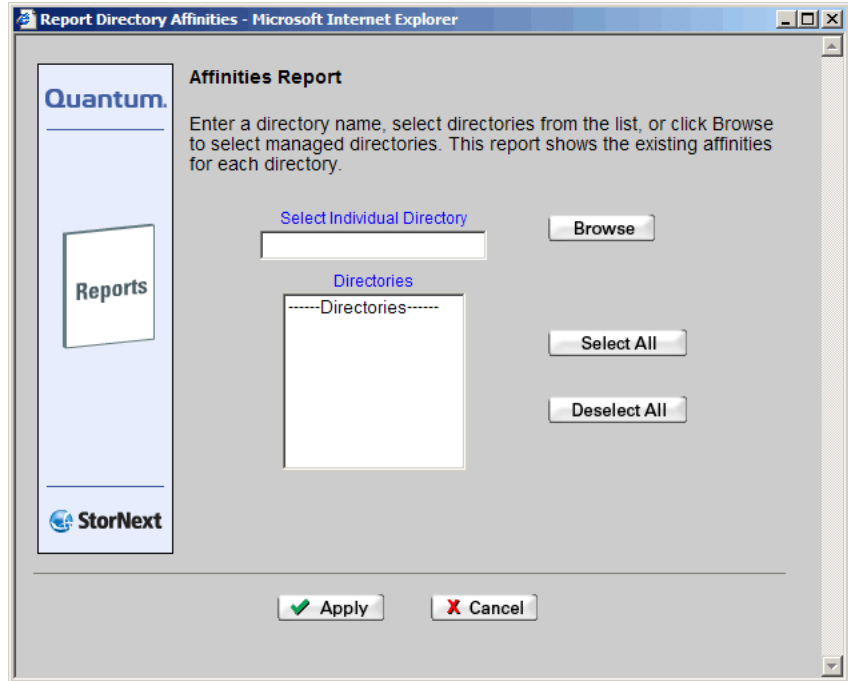 Report Directory Affinities - Microsoft Internet Explorer
Quantum.
Affinities Report
Enter a directory name, select directories from the list, or click Browse
to select managed directories. This report shows the existing affinities
for each directory.
Select Individual Directory
Browse
Directories
------Directories------
Reports
Select All
Deselect All
StorNext
Apply
X Cancel